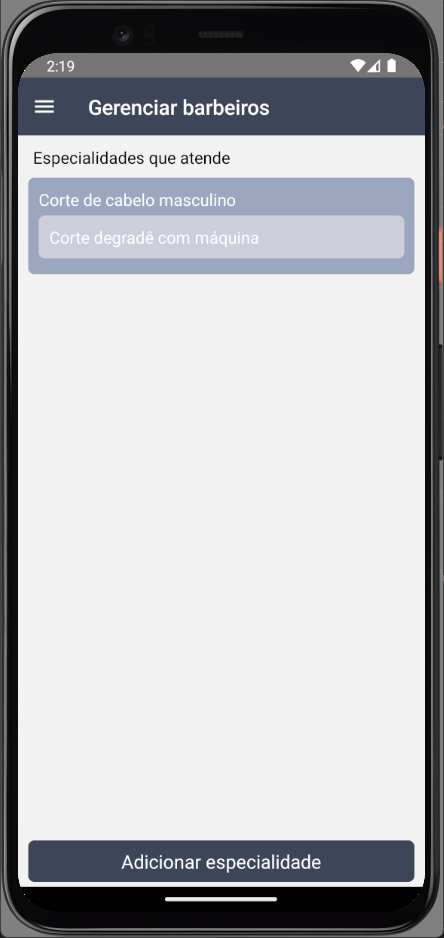 2:19
Gerenciar barbeiros
Especialidades que atende
Corte de cabelo masculino
Corte degradê com máquina
Adicionar especialidade